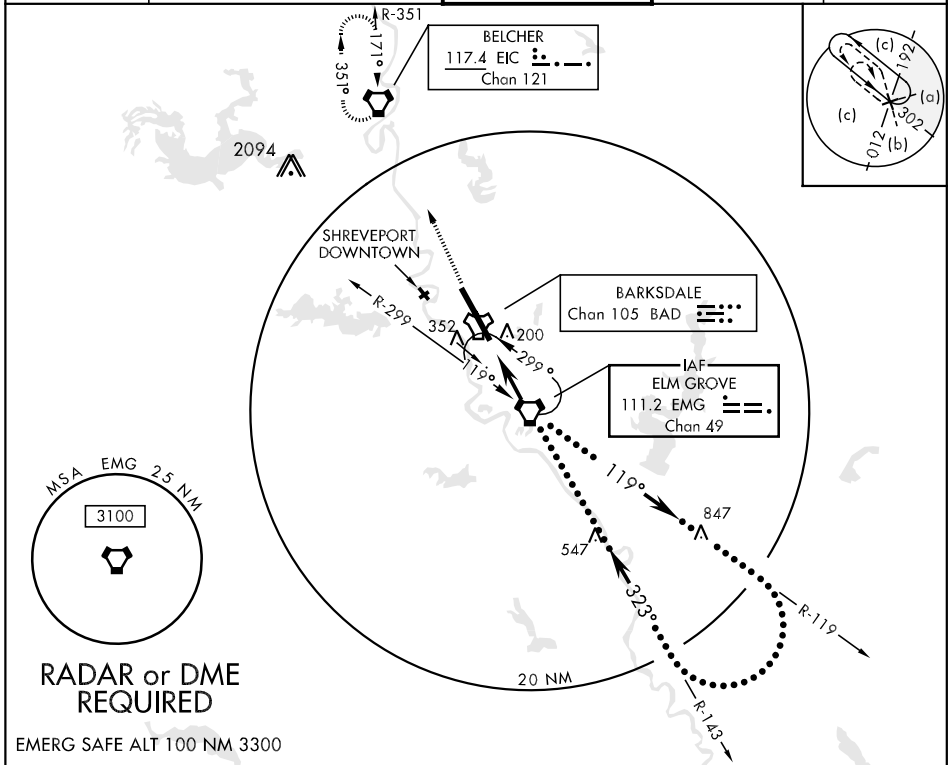 R-351
171°
351°
BELCHER
117.4 EIC
Chan 121
(c)
192
(a)
(c)
302
(b)
012
2094
SHREVEPORT
DOWNTOWN
R-299
352
200
119°
299°
BARKSDALE
Chan 105 BAD
IAF
ELM GROVE
111.2 EMG
Chan 49
MSA EMG 25 NM
3100
119°
847
547
323°
R-119
R-143
20 NM
RADAR or DME
REQUIRED
EMERG SAFE ALT 100 NM 3300